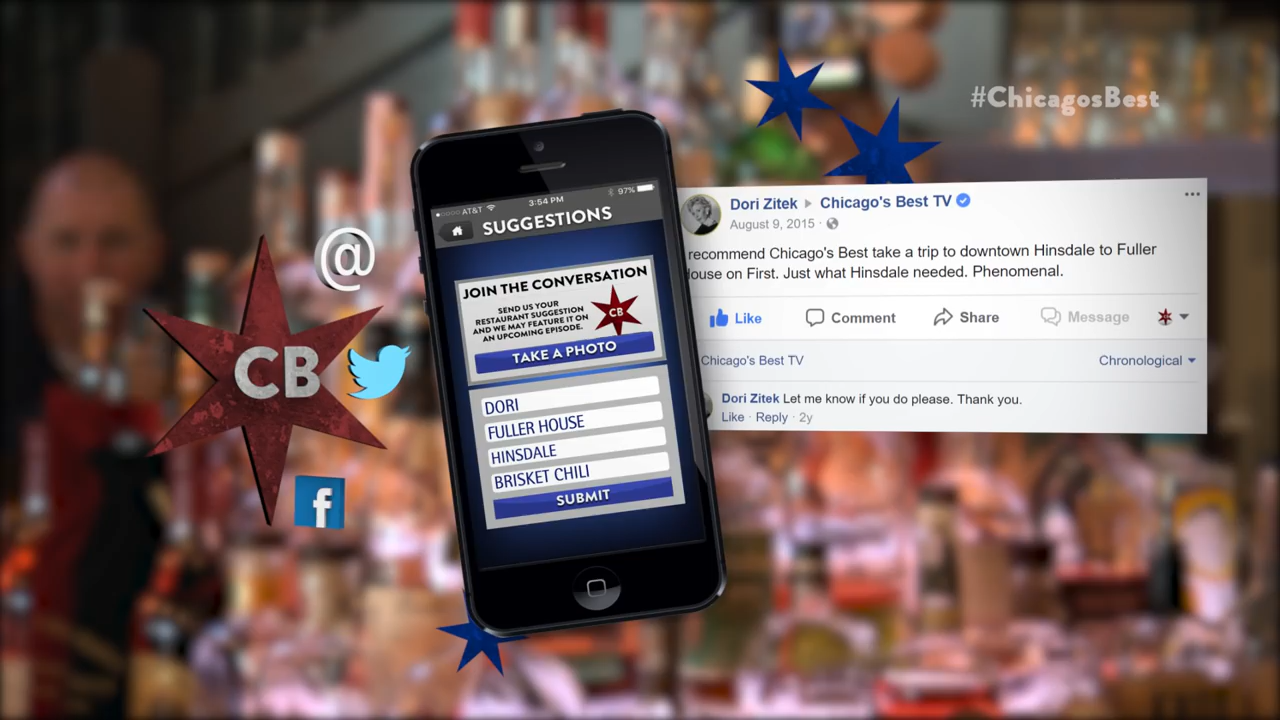 #ChicagosBest
@
CB
f
AT&T 3:54 PM 97%
SUGGESTIONS
JOIN THE CONVERSATION
SEND US YOUR
RESTAURANT SUGGESTION
AND WE MAY FEATURE IT ON
AN UPCOMING EPISODE.
CB
TAKE A PHOTO
DORI
FULLER HOUSE
HINSDALE
BRISKET CHILI
SUBMIT
Dori Zitek Chicago's Best TV
August 9, 2015 ·
recommend Chicago's Best take a trip to downtown Hinsdale to Fuller
ouse on First. Just what Hinsdale needed. Phenomenal.
Like Comment Share Message
Chicago's Best TV Chronological
Dori Zitek Let me know if you do please. Thank you.
Like · Reply · 2y